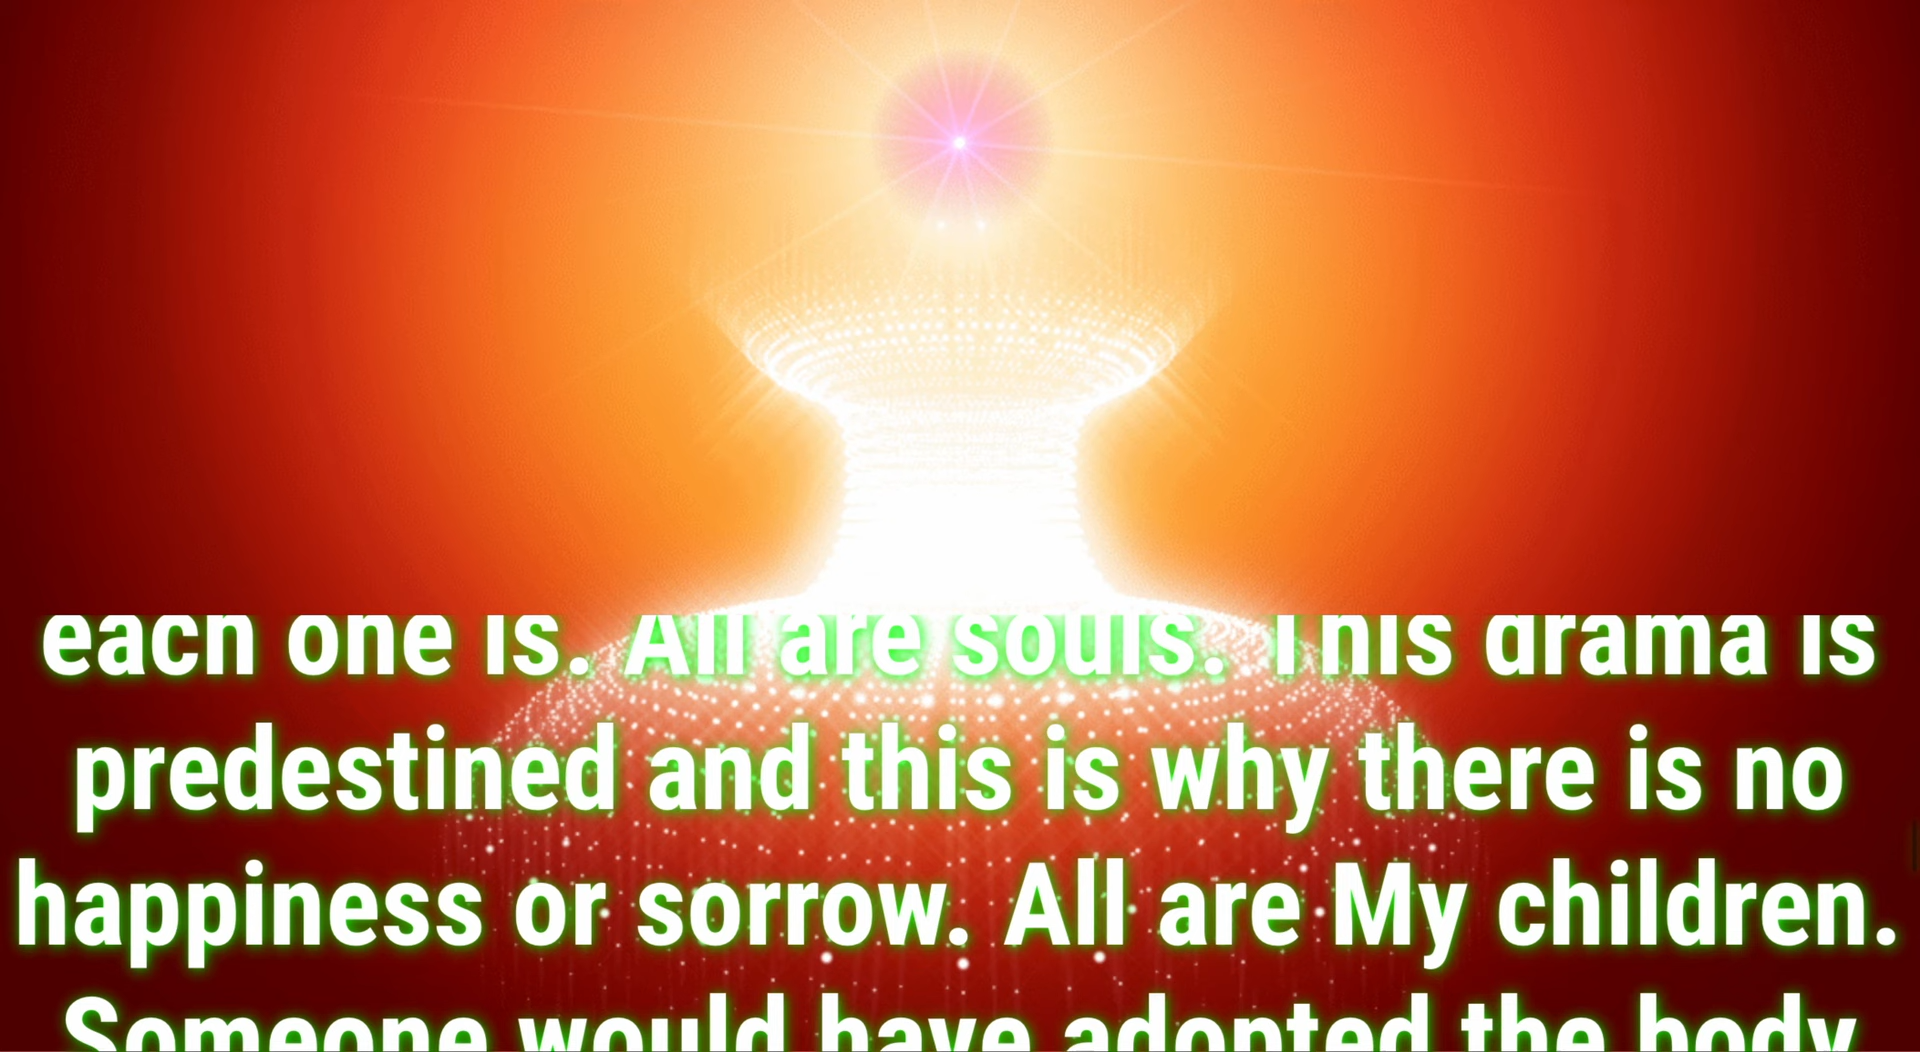 each one is. All are souls. This drama is
predestined and this is why there is no
happiness or sorrow. All are My children.
Someone would have adopted the body